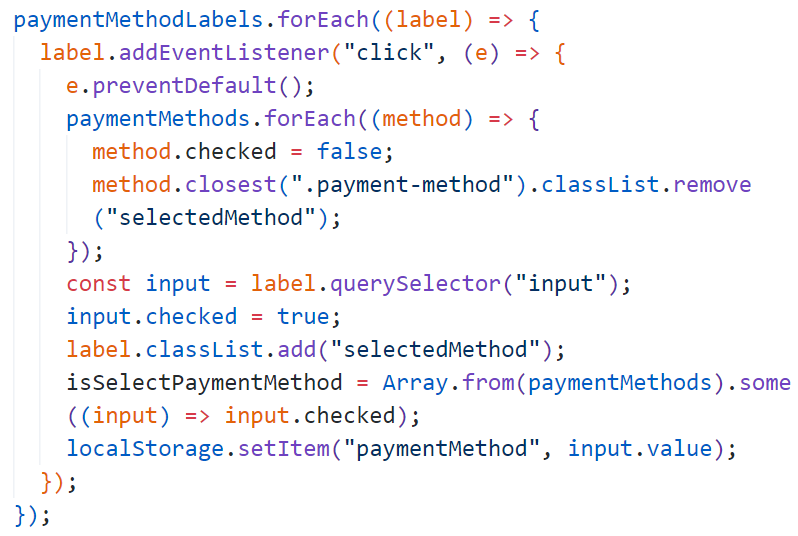 paymentMethodLabels.forEach((label) => {
label.addEventListener("click", (e) => {
e.preventDefault();
paymentMethods.forEach((method) => {
method.checked = false;
method.closest(".payment-method").classList.remove
("selectedMethod");
});
const input = label.querySelector("input");
input.checked = true;
label.classList.add("selectedMethod");
isSelectPaymentMethod = Array.from(paymentMethods).some
((input) => input.checked);
localStorage.setItem("paymentMethod", input.value);
});
});